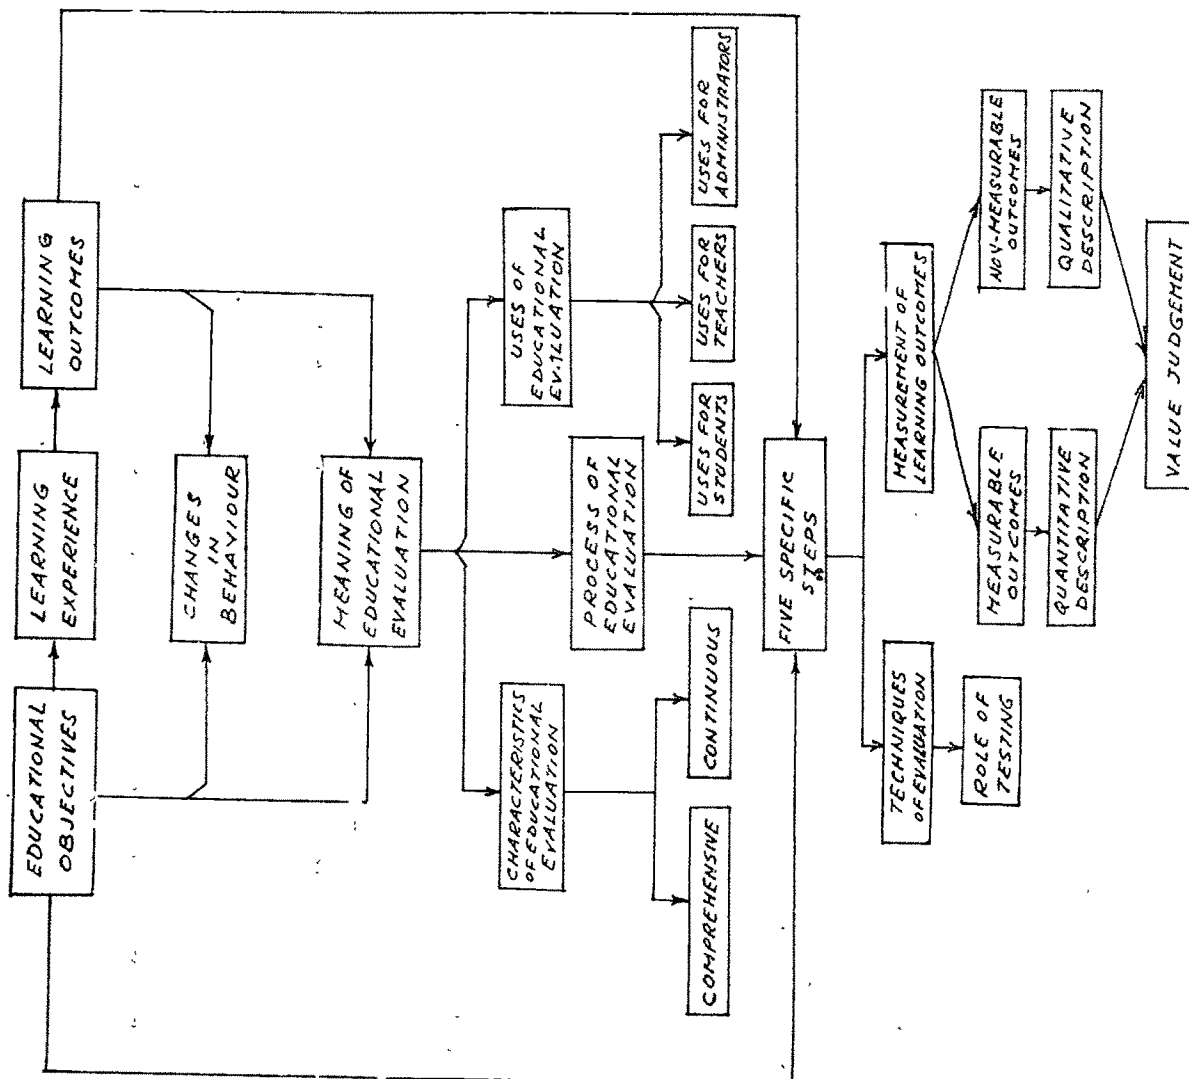 EDUCATIONAL
OBJECTIVES
LEARNING
EXPERIENCE
LEARNING
OUTCOMES
CHANGES
IN
BEHAVIOUR
MEANING OF
EDUCATIONAL
EVALUATION
CHARACTERISTICS
OF EDUCATIONAL
EVALUATION
PROCESS OF
EDUCATIONAL
EVALUATION
USES OF
EDUCATIONAL
EVALUATION
COMPREHENSIVE
CONTINUOUS
USES FOR
STUDENTS
USES FOR
TEACHERS
USES FOR
ADMINISTRATORS
FIVE SPECIFIC
STEPS
TECHNIQUES
OF EVALUATION
MEASUREMENT OF
LEARNING OUTCOMES
ROLE OF
TESTING
MEASURABLE
OUTCOMES
NON-MEASURABLE
OUTCOMES
QUANTITATIVE
DESCRIPTION
QUALITATIVE
DESCRIPTION
VALUE JUDGEMENT